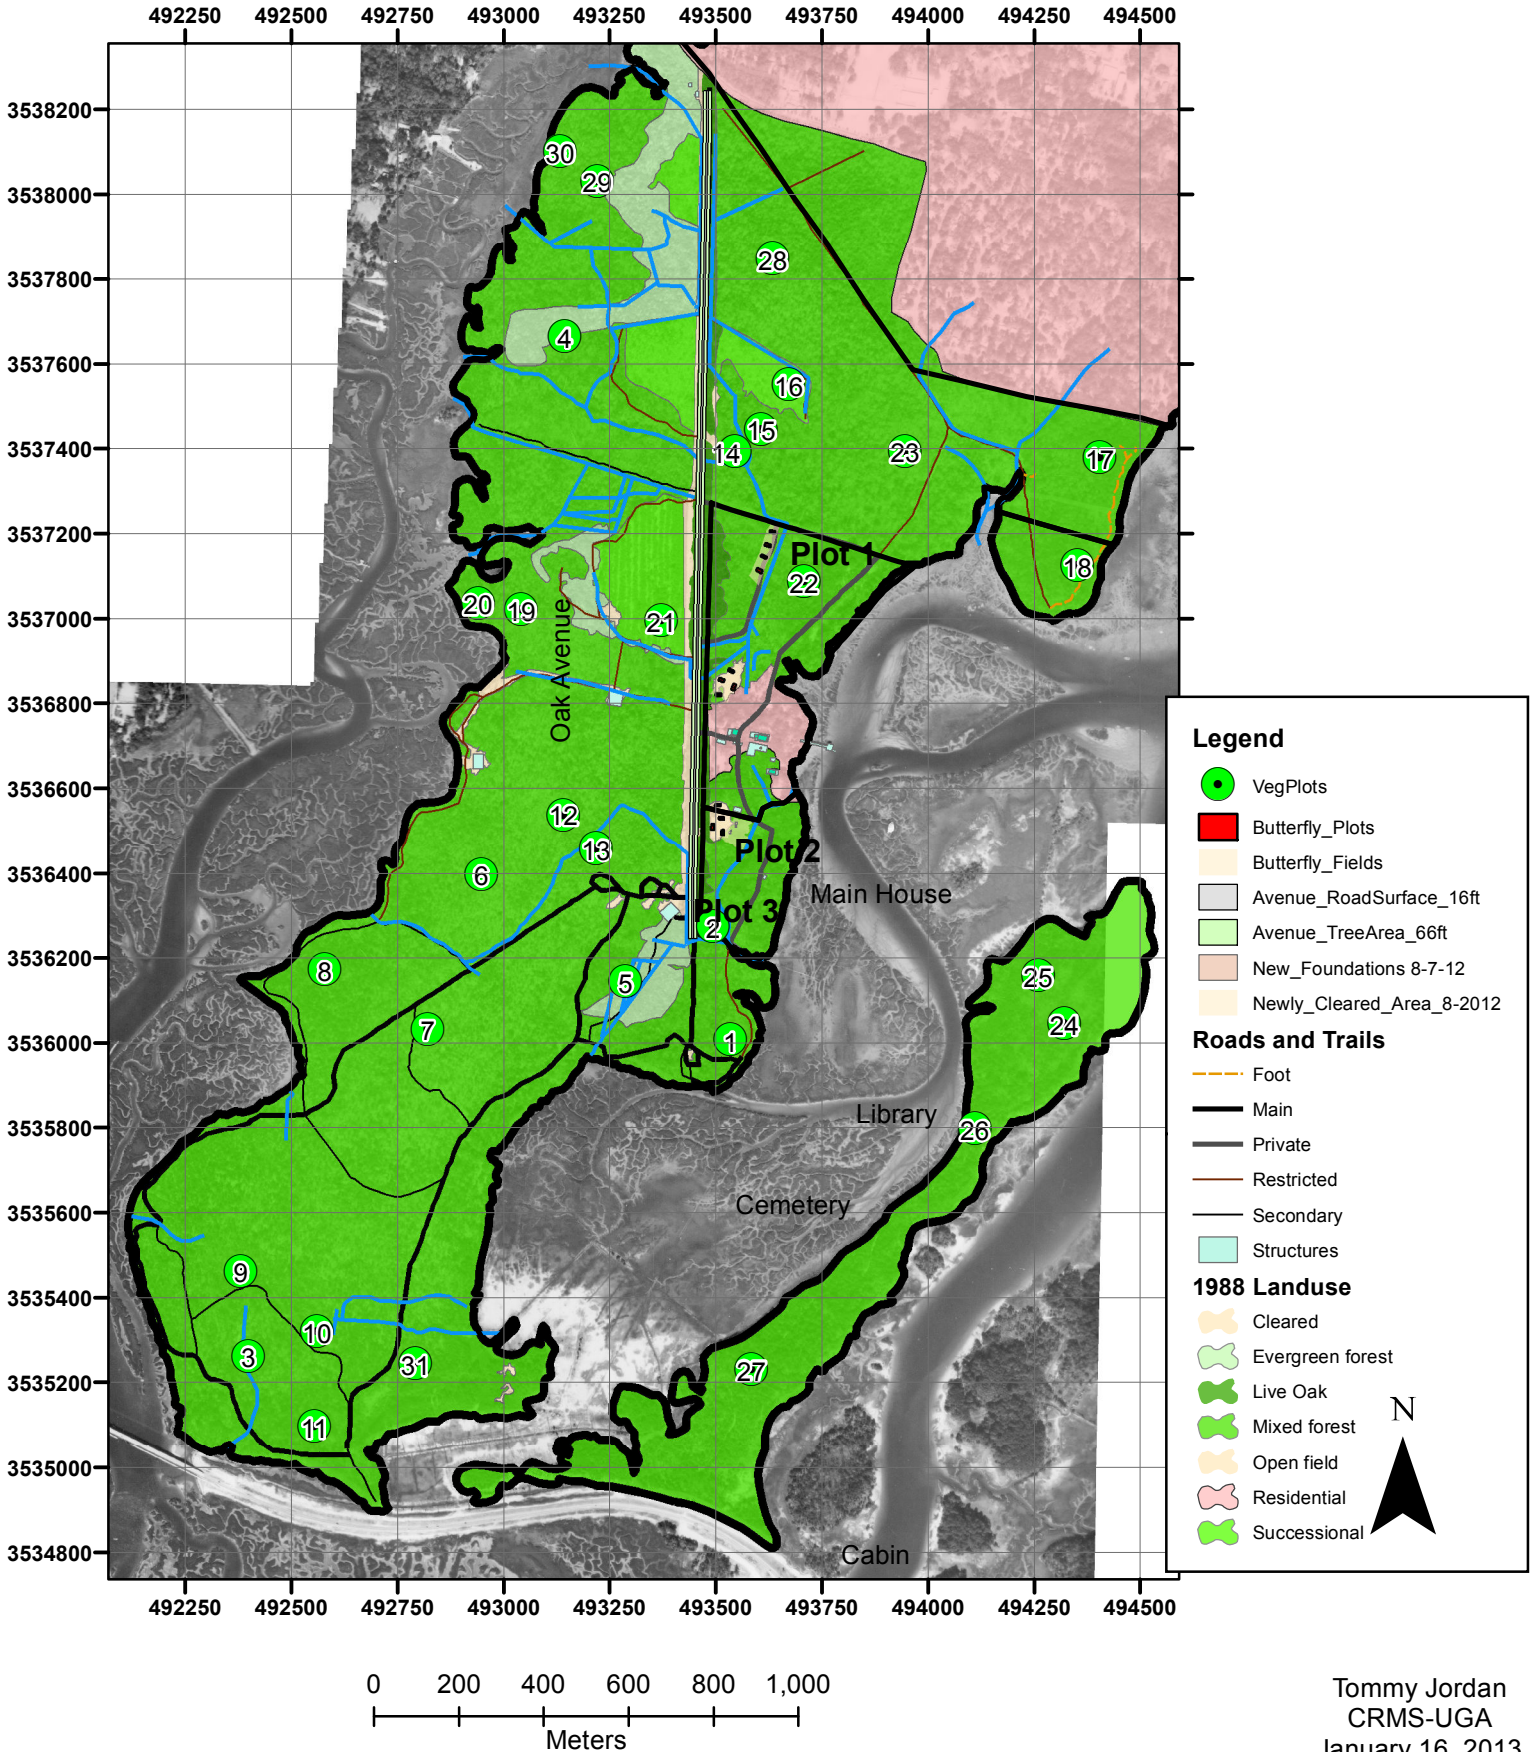 492250 492500 492750 493000 493250 493500 493750 494000 494250 494500
3538200
3538000
3537800
3537600
3537400
3537200
3537000
3536800
3536600
3536400
3536200
3536000
3535800
3535600
3535400
3535200
3535000
3534800
30
29
28
4
16
15
14
23
17
Plot 1
22
18
20
19
21
Oak Avenue
12
13
6
Plot 2
Main House
Plot 3
2
8
5
25
24
7
1
Library
26
Cemetery
9
10
3
31
27
11
Cabin
Legend
VegPlots
Butterfly_Plots
Butterfly_Fields
Avenue_RoadSurface_16ft
Avenue_TreeArea_66ft
New_Foundations 8-7-12
Newly_Cleared_Area_8-2012
Roads and Trails
Foot
Main
Private
Restricted
Secondary
Structures
1988 Landuse
Cleared
Evergreen forest
Live Oak
Mixed forest
Open field
Residential
Successional
N
492250 492500 492750 493000 493250 493500 493750 494000 494250 494500
0 200 400 600 800 1,000
Meters
Tommy Jordan
CRMS-UGA
January 16, 2013